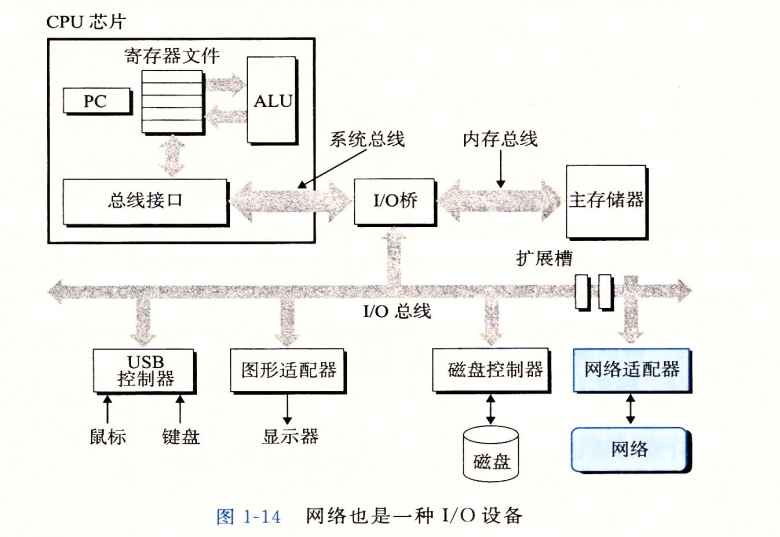 CPU 芯片
寄存器文件
PC
ALU
系统总线
内存总线
总线接口
I/O桥
主存储器
扩展槽
I/O 总线
USB
控制器
图形适配器
磁盘控制器
网络适配器
鼠标
键盘
显示器
磁盘
网络
图 1-14 网络也是一种 I/O 设备